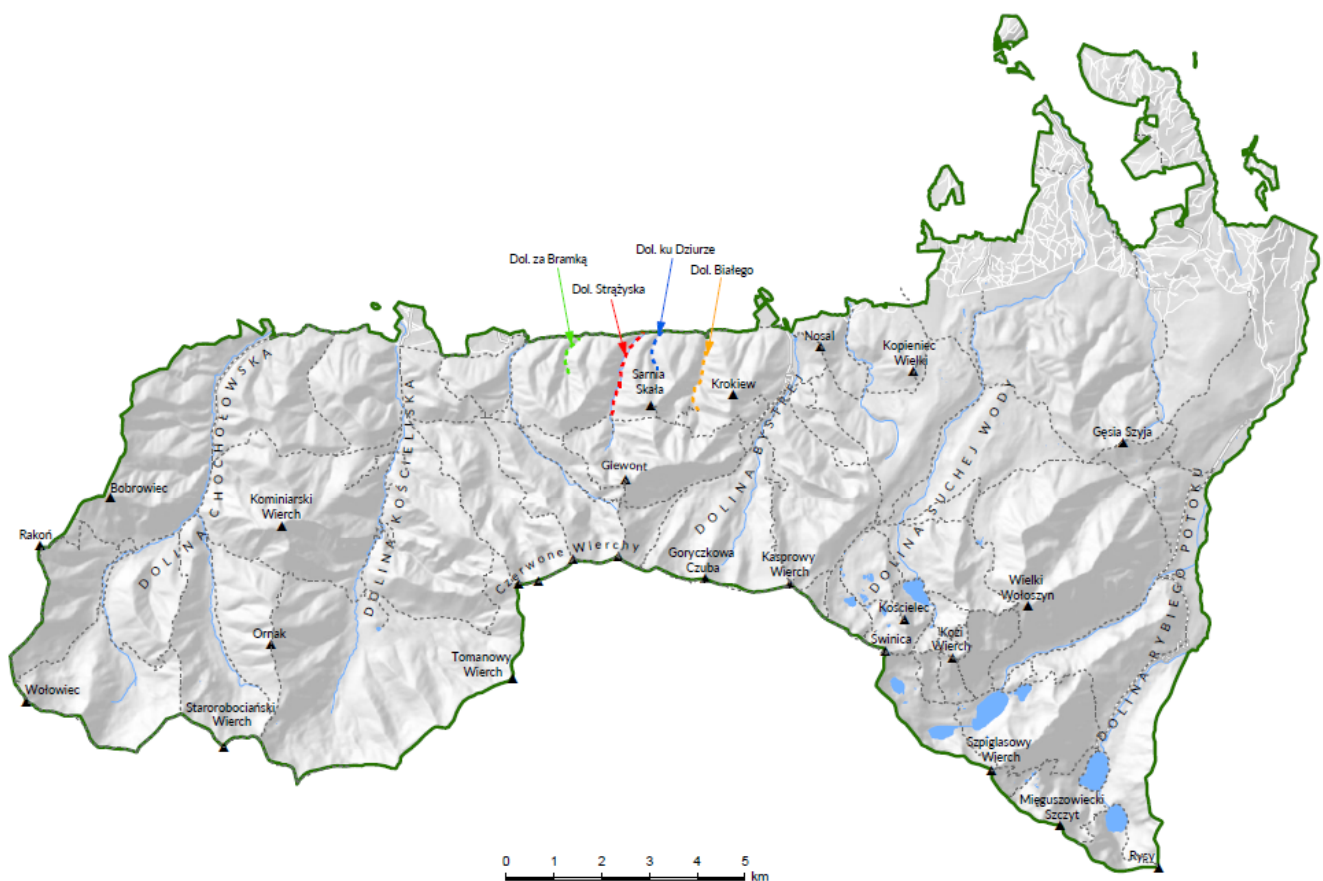 Dol. ku Dziurze
Dol. za Bramką
Dol. Białego
Dol. Strążyska
Nosal
Kopieniec
Wielki
Sarnia
Skała
Krokiew
DOLINA CHOCHOŁOWSKA
DOLINA KOŚCIELISKA
DOLINA BYSTREJ
DOLINA SUCHEJ WODY
Gęsia Szyja
DOLINA RYBIEGO POTOKU
Giewont
Bobrowiec
Kominiarski
Wierch
Rakoń
Czerwone Wierchy
Goryczkowa
Czuba
Kasprowy
Wierch
Wielki
Wołoszyn
Kościelec
Świnica
Kozi
Wierch
Ornak
Tomanowy
Wierch
Wołowiec
Starorobociański
Wierch
Szpiglasowy
Wierch
Mięguszowiecki
Szczyt
Rysy
0 1 2 3 4 5
km